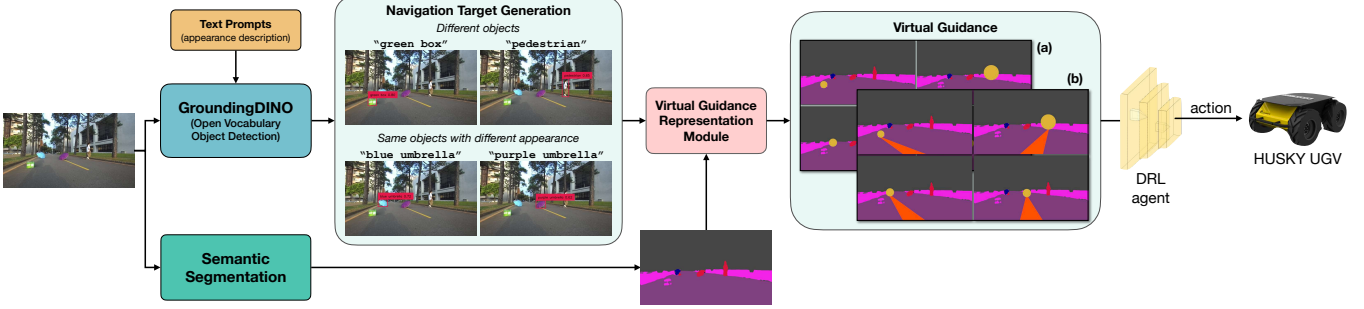 Text Prompts
(appearance description)
GroundingDINO
(Open Vocabulary
Object Detection)
Semantic
Segmentation
Navigation Target Generation
Different objects
“green box”
“pedestrian”
Same objects with different appearance
“blue umbrella”
“purple umbrella”
Virtual Guidance
Representation
Module
Virtual Guidance
(a)
(b)
DRL
agent
action
HUSKY UGV